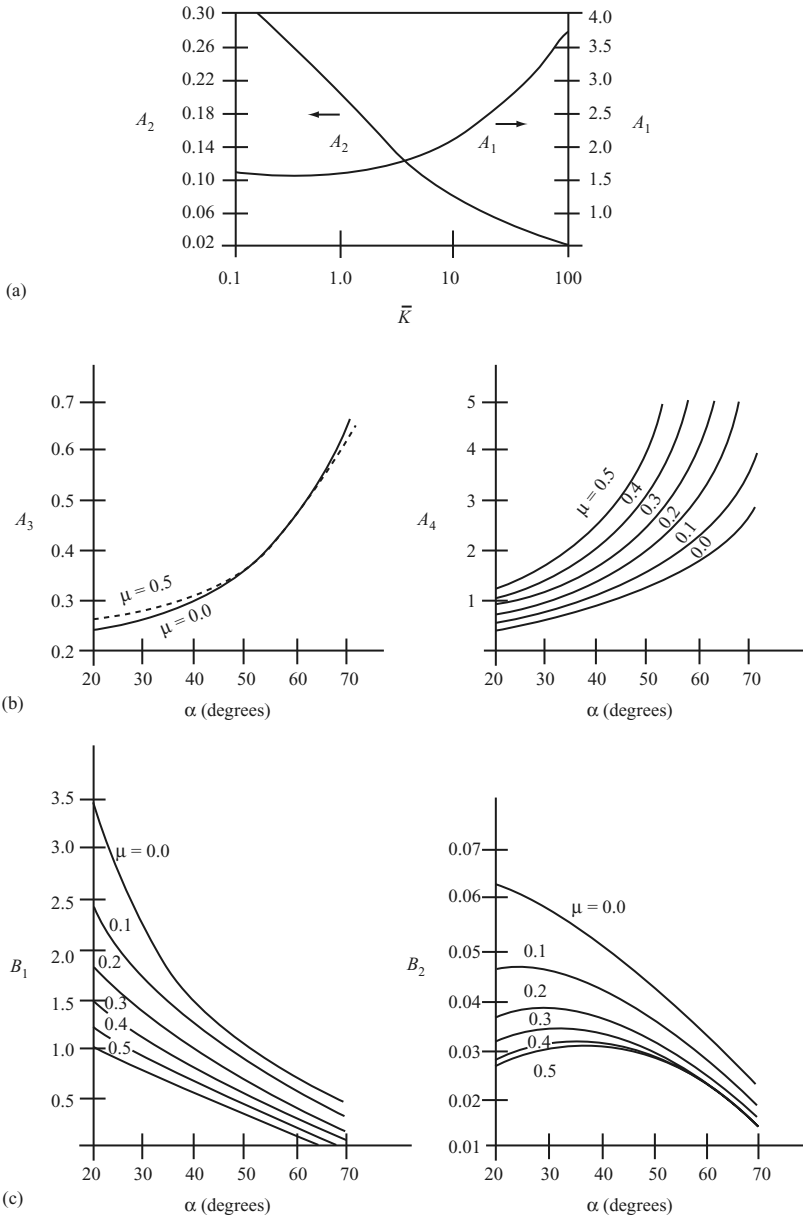 0.30
0.26
0.22
0.18
0.14
0.10
0.06
0.02
A2
4.0
3.5
3.0
2.5
2.0
1.5
1.0
A1
A2
A1
0.1 1.0 10 100
K̄
(a)
0.7
0.6
0.5
0.4
0.3
0.2
A3
μ = 0.5
μ = 0.0
20 30 40 50 60 70
α (degrees)
5
4
3
2
1
A4
μ = 0.5
0.4
0.3
0.2
0.1
0.0
20 30 40 50 60 70
α (degrees)
(b)
3.5
3.0
2.5
2.0
1.5
1.0
0.5
B1
μ = 0.0
0.1
0.2
0.3
0.4
0.5
20 30 40 50 60 70
α (degrees)
0.07
0.06
0.05
0.04
0.03
0.02
0.01
B2
μ = 0.0
0.1
0.2
0.3
0.4
0.5
20 30 40 50 60 70
α (degrees)
(c)